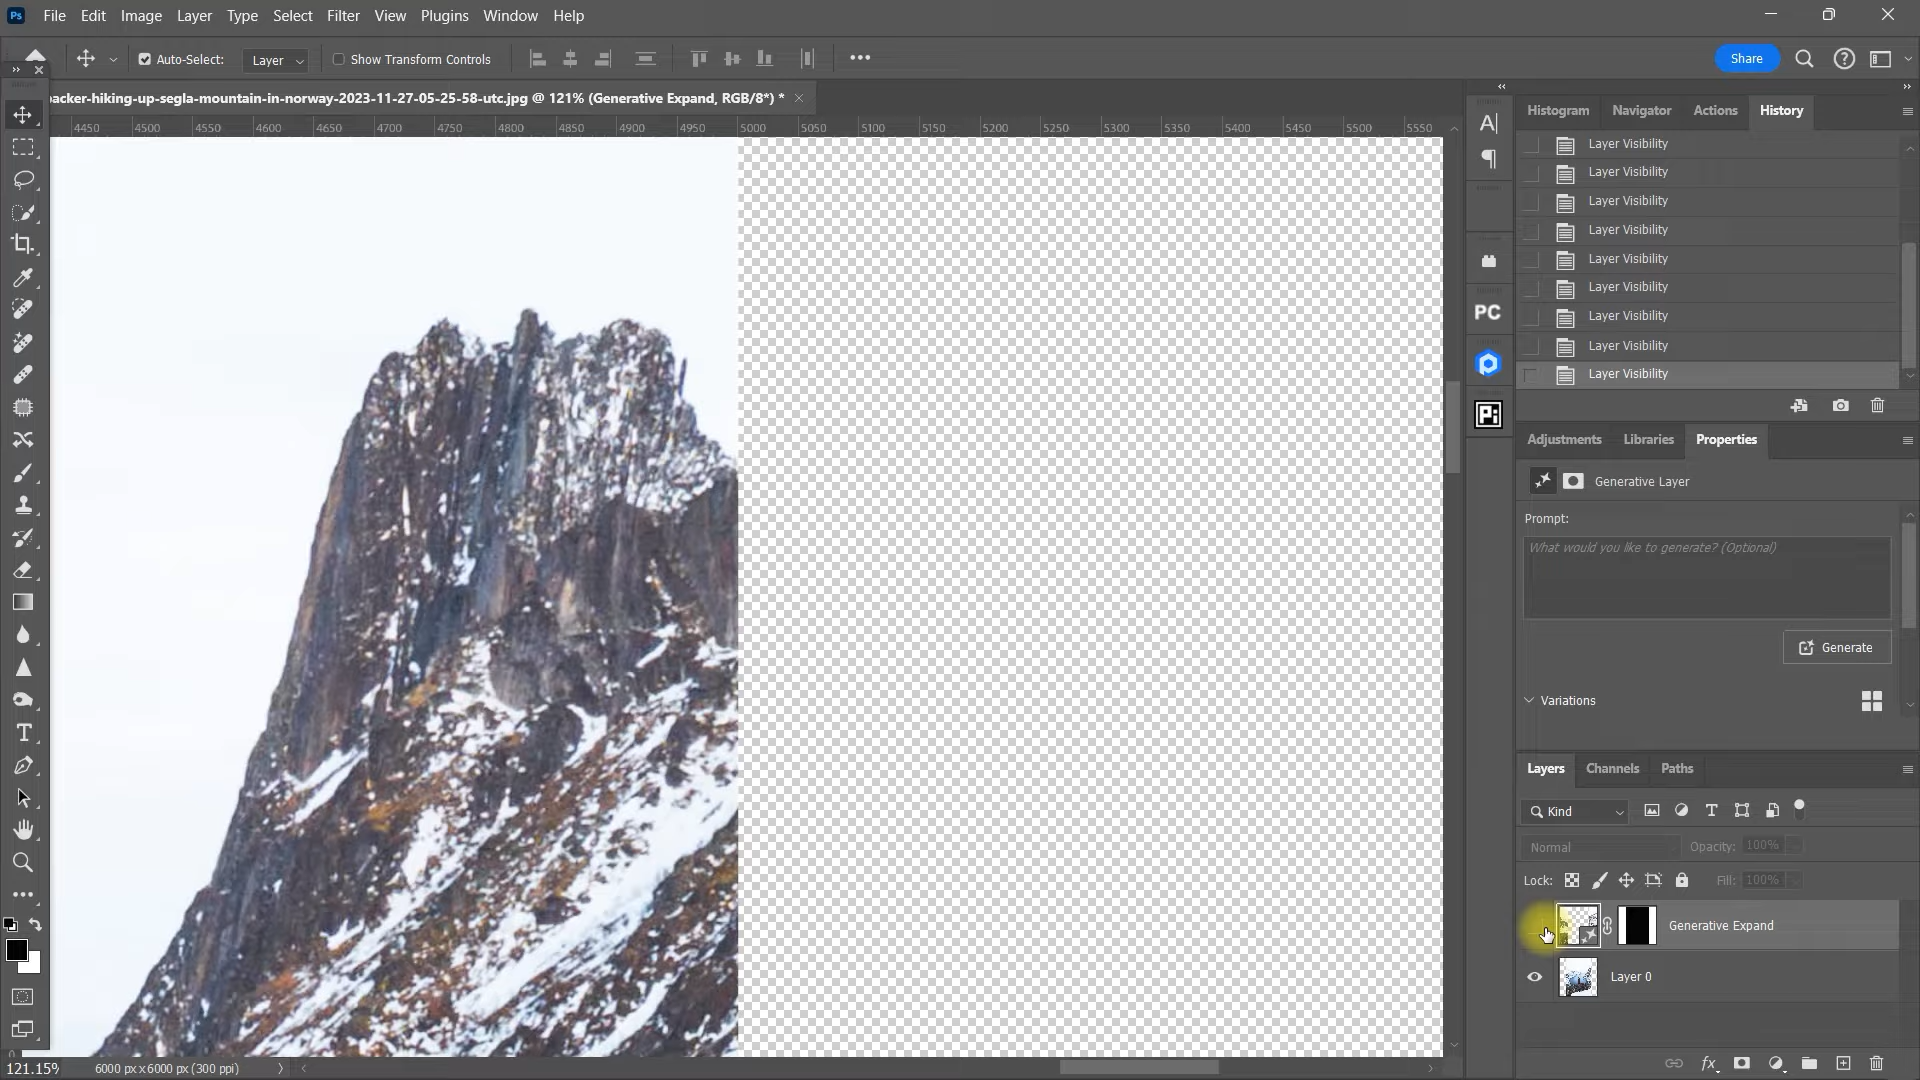 Ps File Edit Image Layer Type Select Filter View Plugins Window Help
Auto-Select: Layer Show Transform Controls Share
backer-hiking-up-segla-mountain-in-norway-2023-11-27-05-25-58-utc.jpg @ 121% (Generative Expand, RGB/8*) *
4450 4500 4550 4600 4650 4700 4750 4800 4850 4900 4950 5000 5050 5100 5150 5200 5250 5300 5350 5400 5450 5500 5550
Histogram Navigator Actions History
Layer Visibility
Layer Visibility
Layer Visibility
Layer Visibility
Layer Visibility
Layer Visibility
Layer Visibility
Layer Visibility
Layer Visibility
A
PC
Pi
Adjustments Libraries Properties
Generative Layer
Prompt:
What would you like to generate? (Optional)
Generate
Variations
Layers Channels Paths
Kind
Normal Opacity: 100%
Lock: Fill: 100%
Generative Expand
Layer 0
fx
121.15% 6000 px x 6000 px (300 ppi)